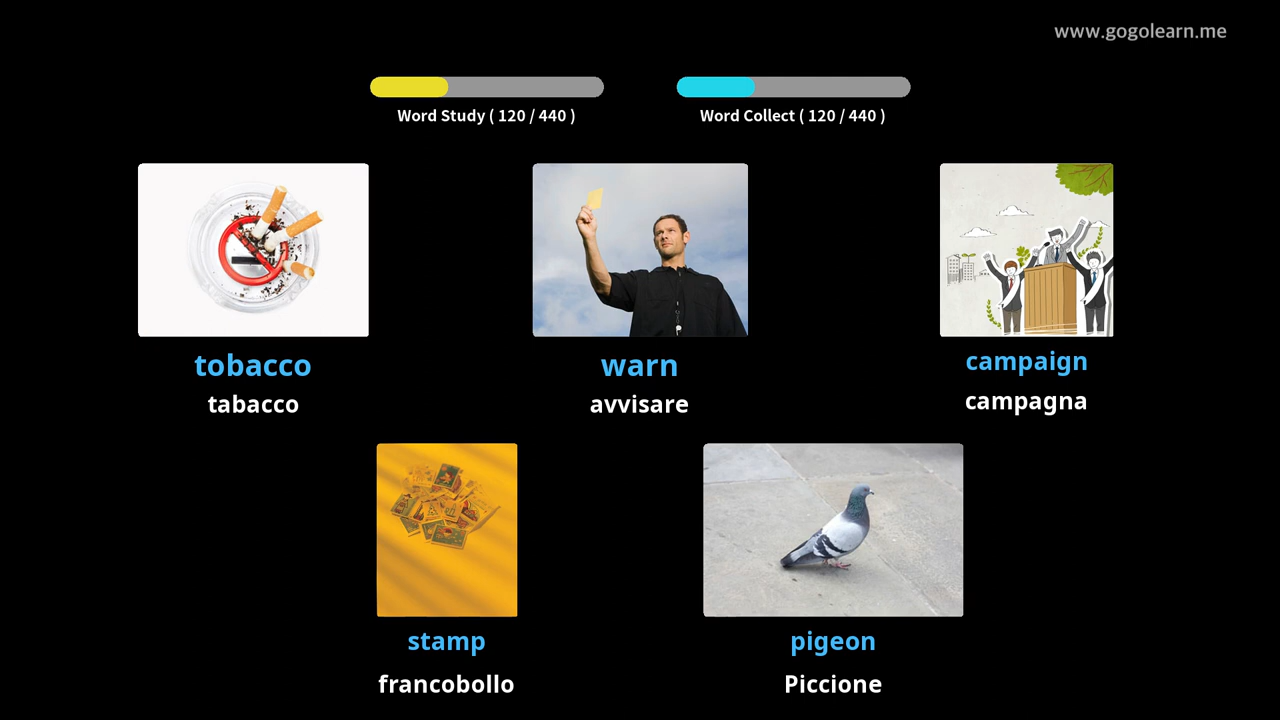 www.gogolearn.me
Word Study ( 120 / 440 )
Word Collect ( 120 / 440 )
tobacco
tabacco
warn
avvisare
campaign
campagna
stamp
francobollo
pigeon
Piccione